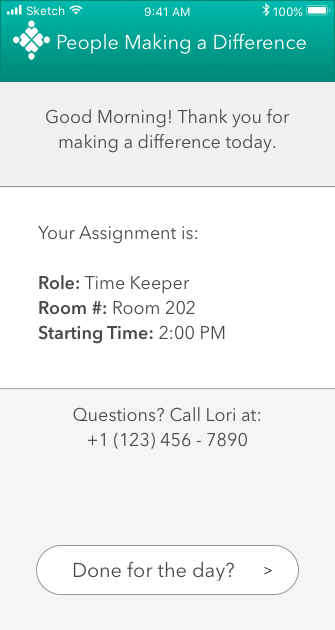 Sketch 9:41 AM 100%
People Making a Difference
Good Morning! Thank you for
making a difference today.
Your Assignment is:
Role: Time Keeper
Room #: Room 202
Starting Time: 2:00 PM
Questions? Call Lori at:
+1 (123) 456 - 7890
Done for the day? >